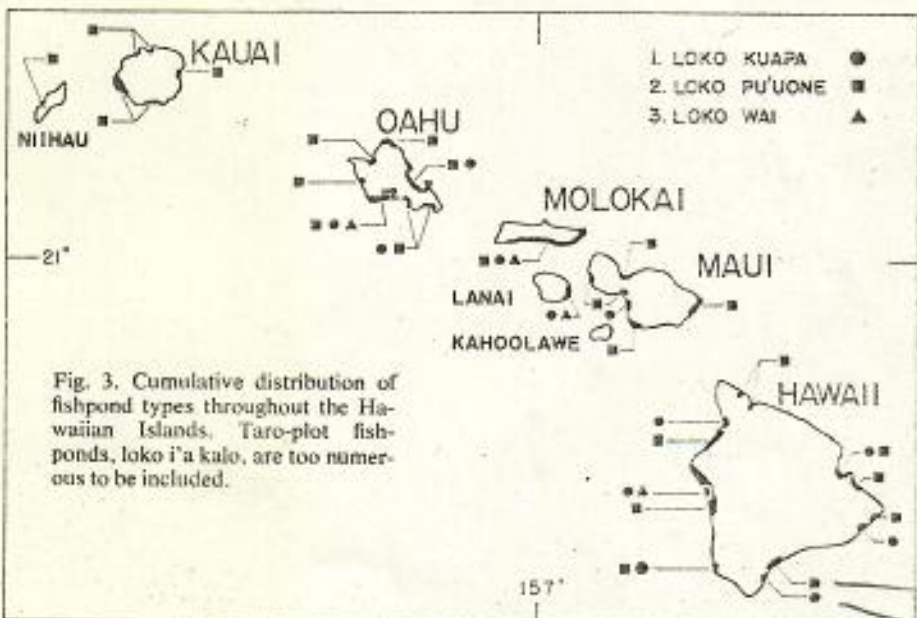 KAUAI
NIIHAU
OAHU
1. LOKO KUAPA
2. LOKO PU'UONE
3. LOKO WAI
MOLOKAI
21°
MAUI
LANAI
KAHOOLAWE
Fig. 3. Cumulative distribution of
fishpond types throughout the Ha-
waiian Islands. Taro-plot fish-
ponds, loko i'a kalo, are too numer-
ous to be included.
HAWAII
157°